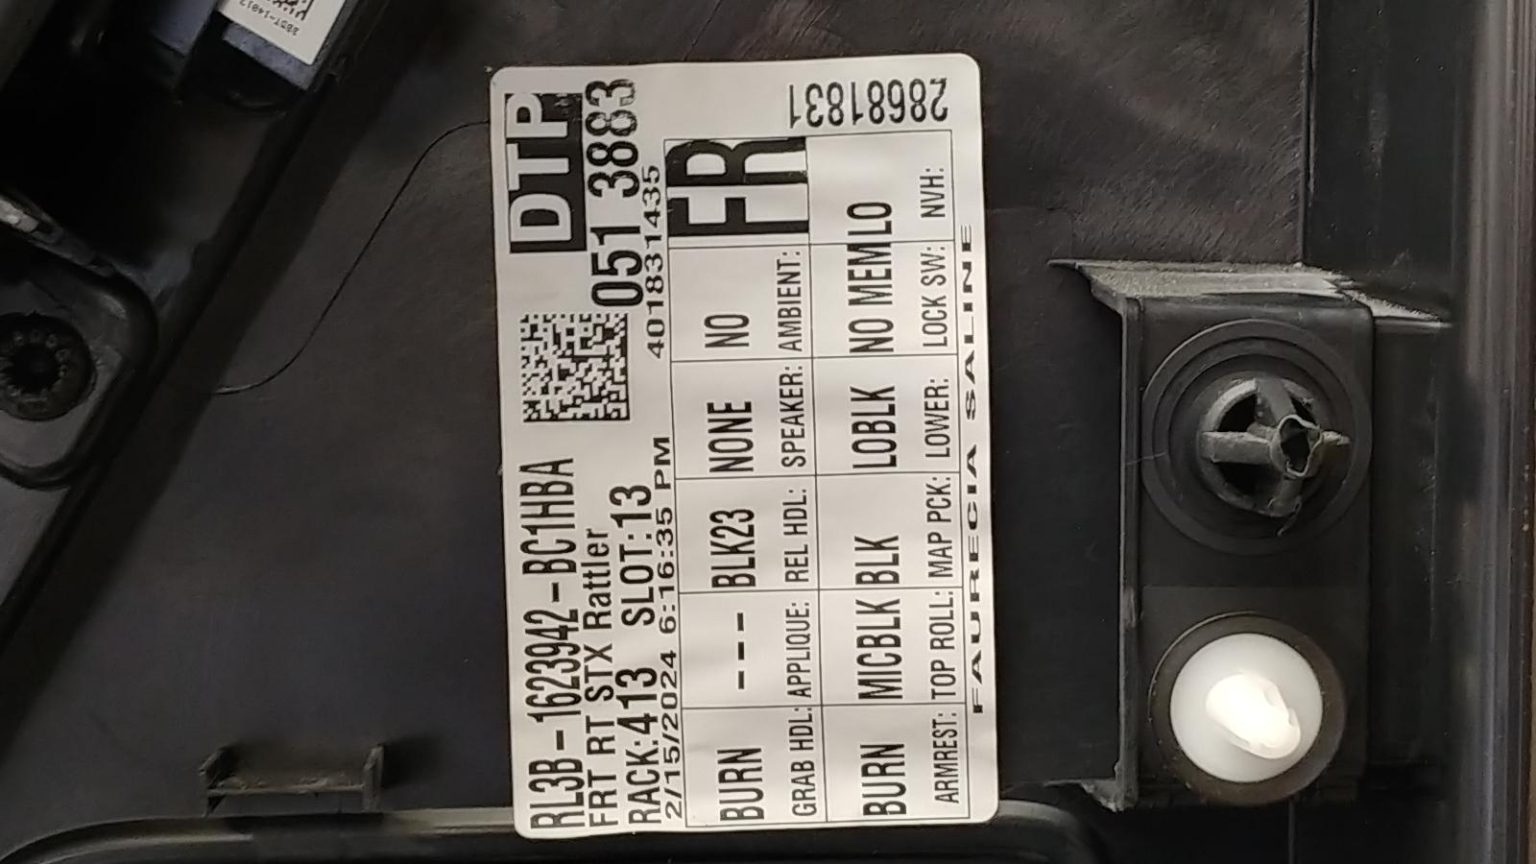 RL3B-1623942-BC1HBA
DTP
FRT RT STX Rattler
RACK:413 SLOT:13
051 3883
2/15/2024 6:16:35 PM
401831435
BURN --- BLK23 NONE NO FR
GRAB HDL: APPLIQUE: REL HDL: SPEAKER: AMBIENT:
BURN MICBLK BLK LOBLK NO MEM LO
ARMREST: TOP ROLL: MAP PCK: LOWER: LOCK SW: NVH:
FAURECIA SALINE
28681831